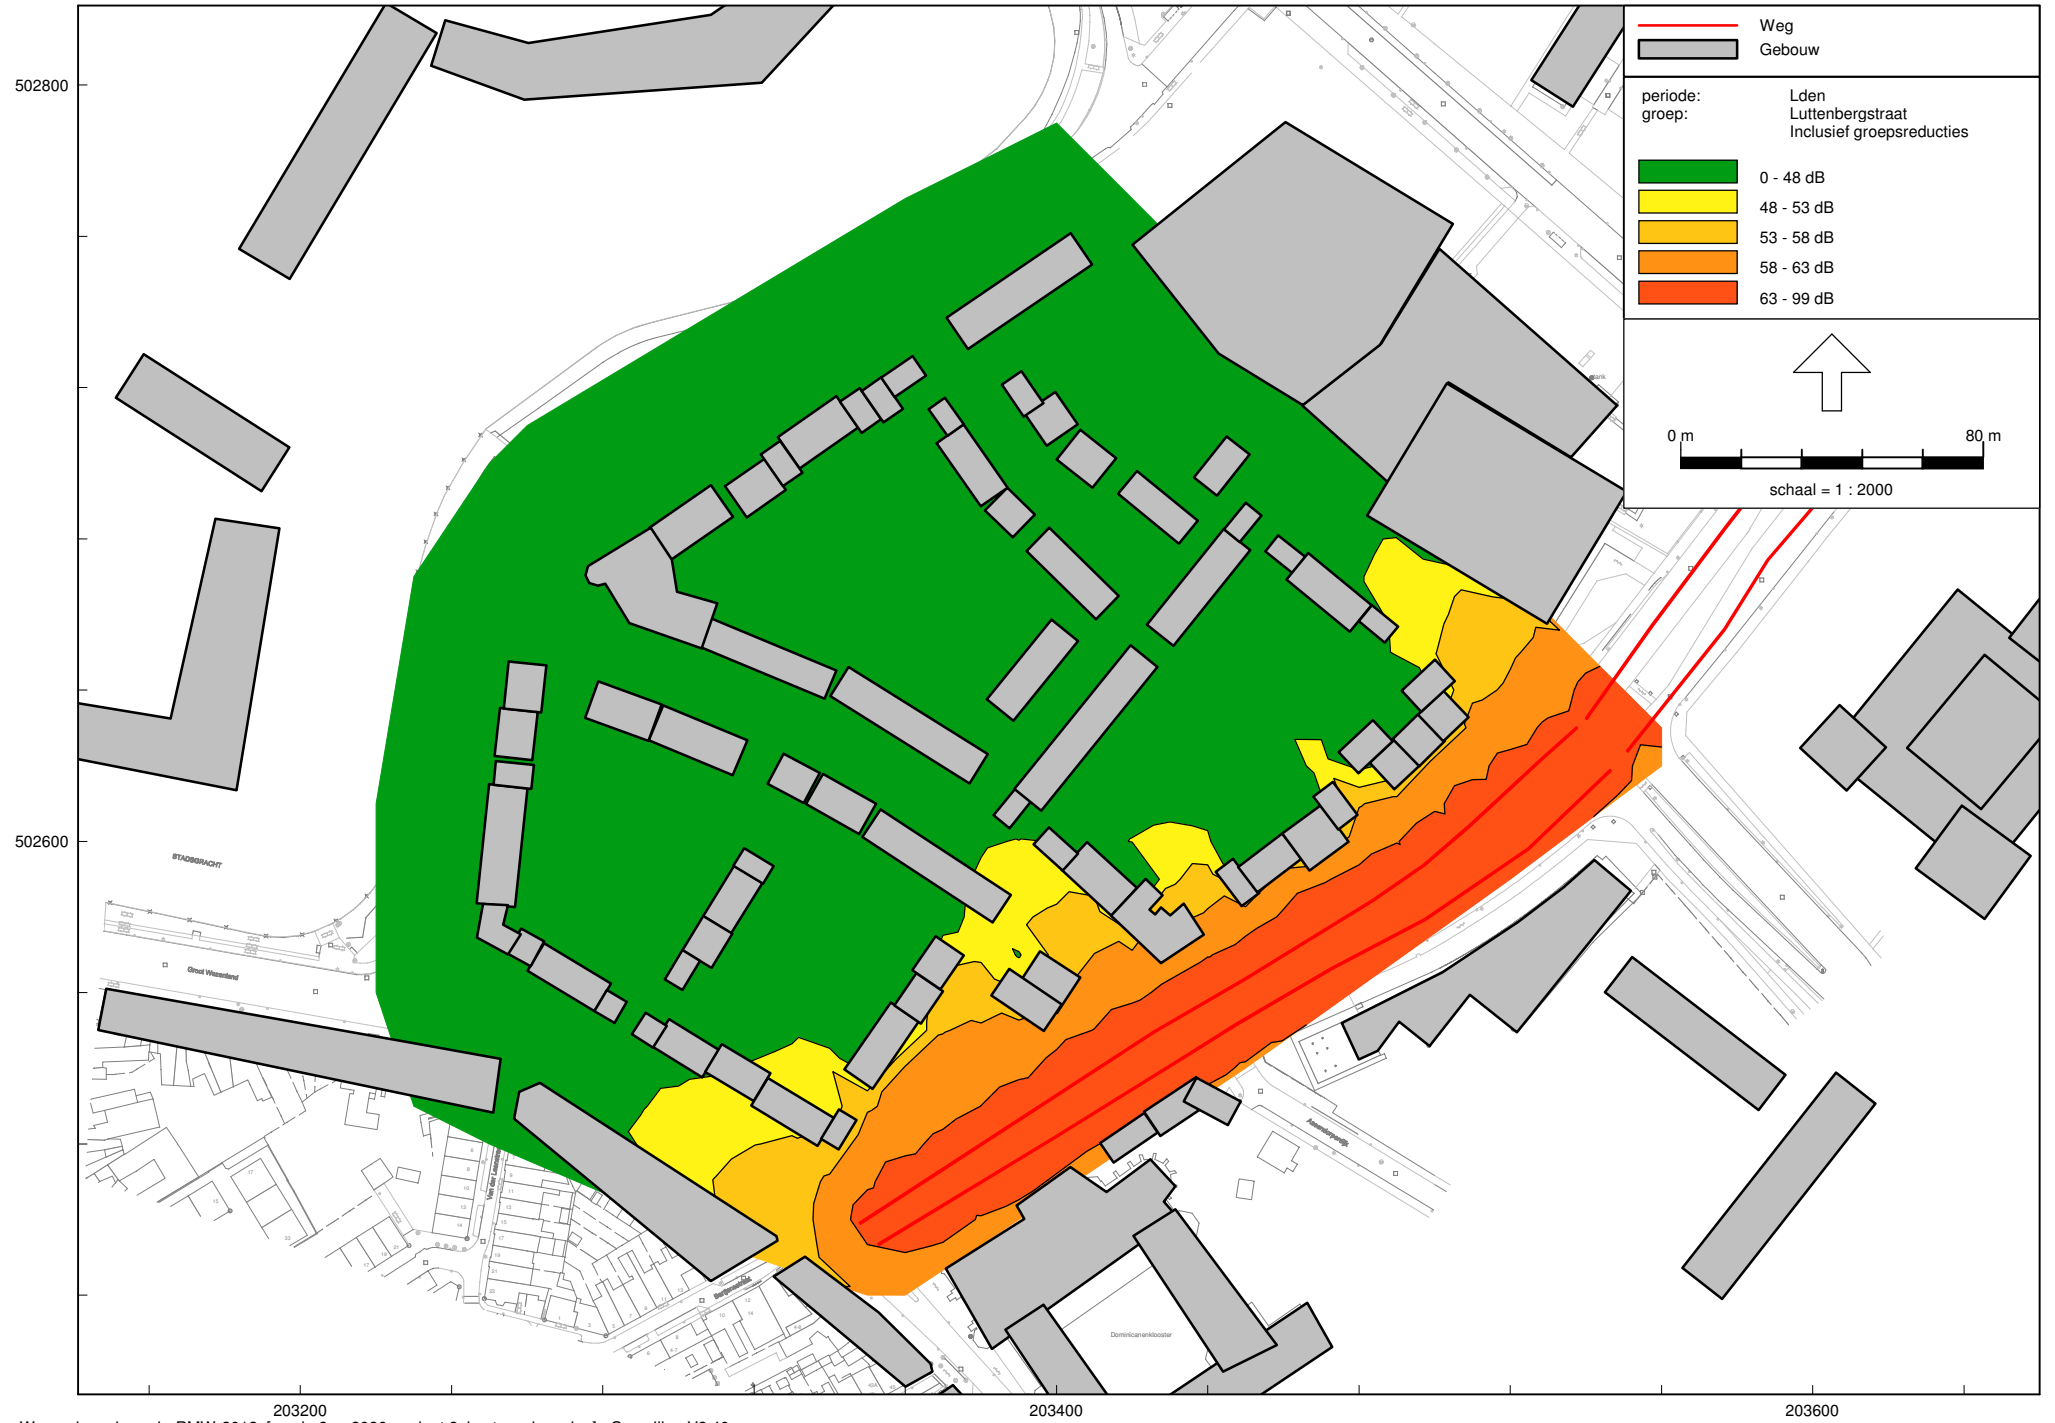 Weg
Gebouw
periode: Lden
groep: Luttenbergstraat
Inclusief groepsreducties
0 - 48 dB
48 - 53 dB
53 - 58 dB
58 - 63 dB
63 - 99 dB
0 m 80 m
schaal = 1 : 2000
502800
502600
STADSGRACHT
Groot Wezenland
Assendorperdijk
Dominicanenklooster
203200
203400
203600